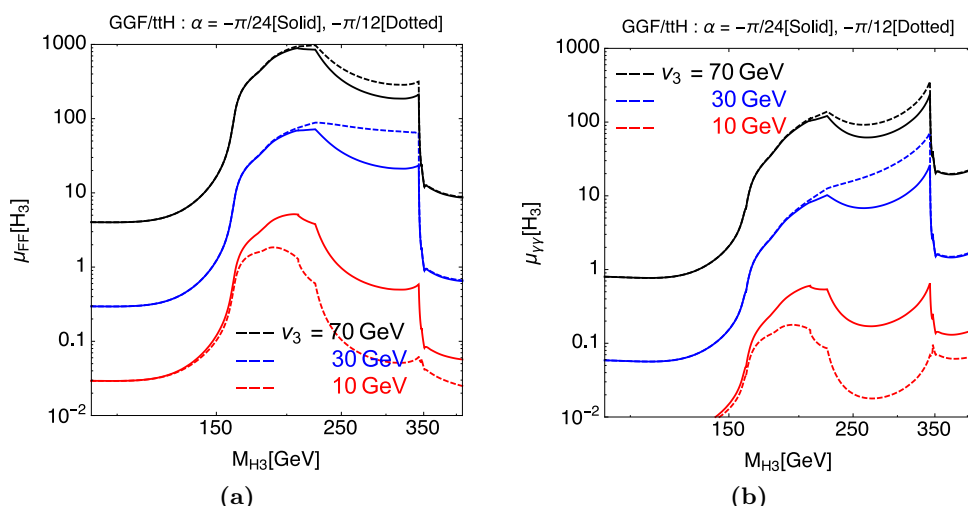 GGF/ttH : α = −π/24[Solid], −π/12[Dotted]
1000
100
10
1
0.1
10⁻²
μFF[H₃]
v₃ = 70 GeV
30 GeV
10 GeV
150
250
350
MH3[GeV]
(a)
GGF/ttH : α = −π/24[Solid], −π/12[Dotted]
1000
100
10
1
0.1
10⁻²
μγγ[H₃]
v₃ = 70 GeV
30 GeV
10 GeV
150
250
350
MH3[GeV]
(b)